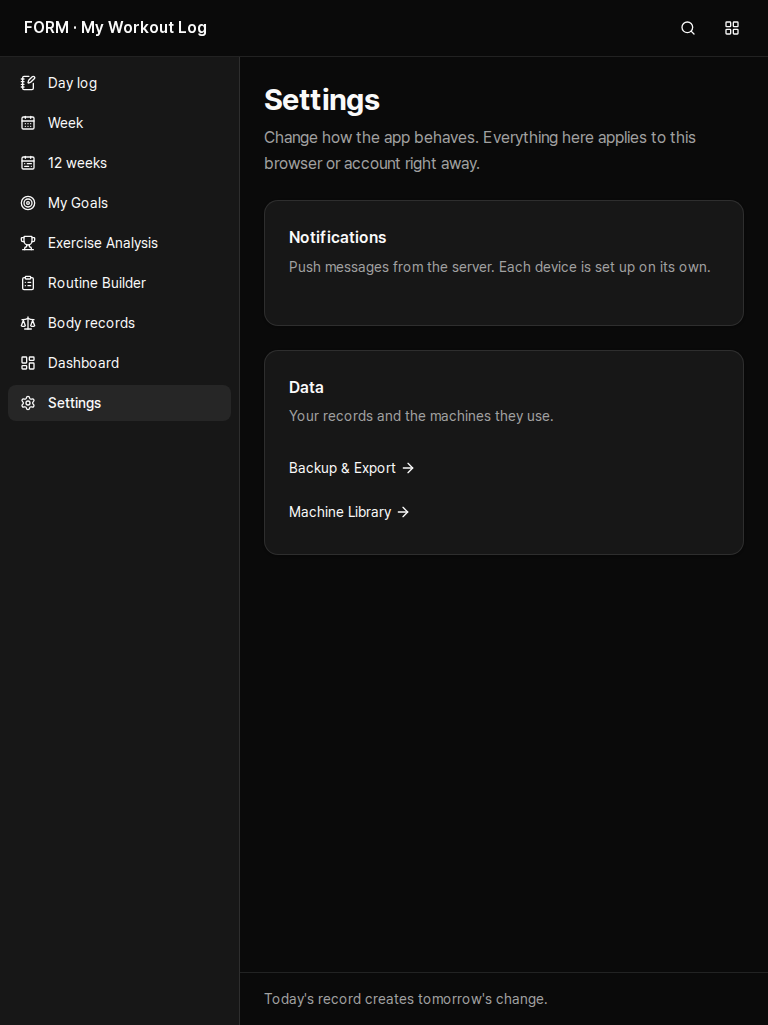 FORM · My Workout Log
Day log
Week
12 weeks
My Goals
Exercise Analysis
Routine Builder
Body records
Dashboard
Settings
Settings
Change how the app behaves. Everything here applies to this
browser or account right away.
Notifications
Push messages from the server. Each device is set up on its own.
Data
Your records and the machines they use.
Backup & Export →
Machine Library →
Today's record creates tomorrow's change.